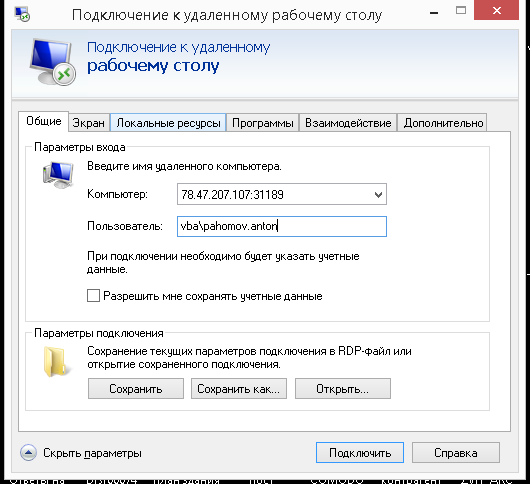 Подключение к удаленному рабочему столу
Подключение к удаленному
рабочему столу
Общие Экран Локальные ресурсы Программы Взаимодействие Дополнительно
Параметры входа
Введите имя удаленного компьютера.
Компьютер: 78.47.207.107:31189
Пользователь: vba\pahomov.anton
При подключении необходимо будет указать учетные
данные.
Разрешить мне сохранять учетные данные
Параметры подключения
Сохранение текущих параметров подключения в RDP-файл или
открытие сохраненного подключения.
Сохранить Сохранить как... Открыть...
Скрыть параметры Подключить Справка